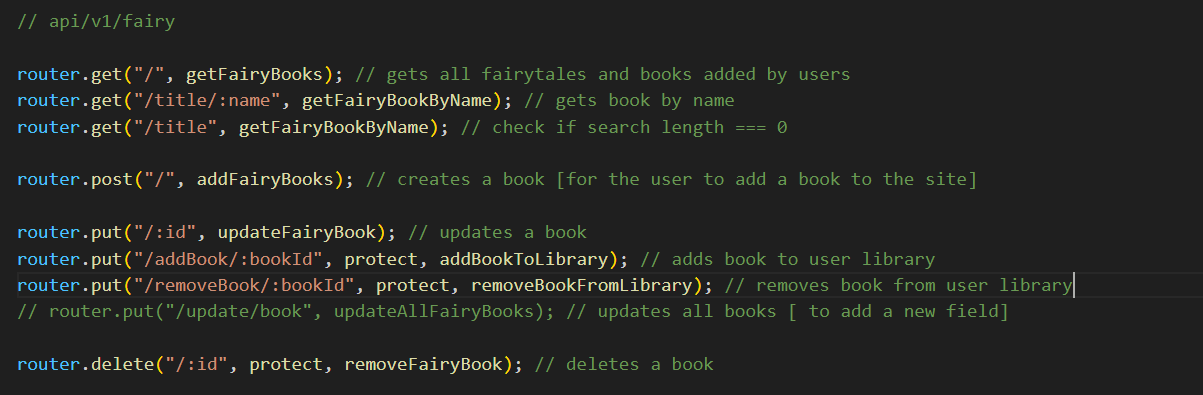 // api/v1/fairy
router.get("/", getFairyBooks); // gets all fairytales and books added by users
router.get("/title/:name", getFairyBookByName); // gets book by name
router.get("/title", getFairyBookByName); // check if search length === 0
router.post("/", addFairyBooks); // creates a book [for the user to add a book to the site]
router.put("/:id", updateFairyBook); // updates a book
router.put("/addBook/:bookId", protect, addBookToLibrary); // adds book to user library
router.put("/removeBook/:bookId", protect, removeBookFromLibrary); // removes book from user library
// router.put("/update/book", updateAllFairyBooks); // updates all books [ to add a new field]
router.delete("/:id", protect, removeFairyBook); // deletes a book